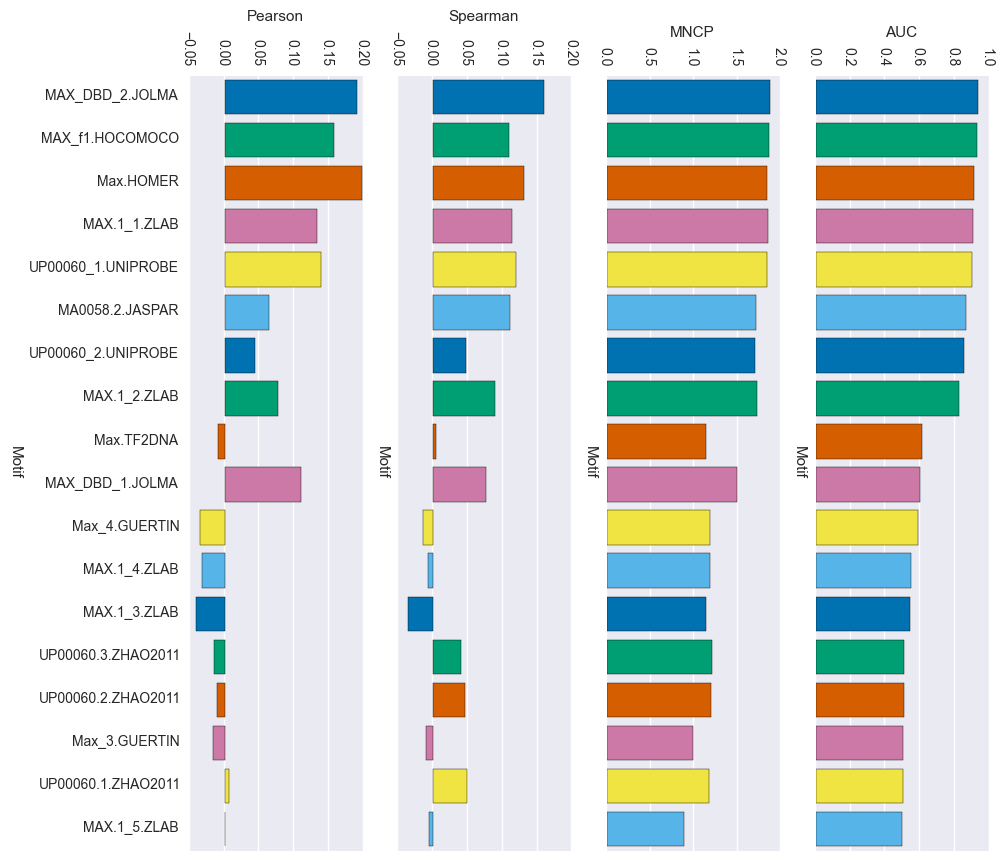 Pearson
Spearman
MNCP
AUC
−0.05 0.00 0.05 0.10 0.15 0.20
−0.05 0.00 0.05 0.10 0.15 0.20
0.0 0.5 1.0 1.5 2.0
0.0 0.2 0.4 0.6 0.8 1.0
MAX_DBD_2.JOLMA
MAX_f1.HOCOMOCO
Max.HOMER
MAX.1_1.ZLAB
UP00060_1.UNIPROBE
MA0058.2.JASPAR
UP00060_2.UNIPROBE
MAX.1_2.ZLAB
Max.TF2DNA
MAX_DBD_1.JOLMA
Max_4.GUERTIN
MAX.1_4.ZLAB
MAX.1_3.ZLAB
UP00060.3.ZHAO2011
UP00060.2.ZHAO2011
Max_3.GUERTIN
UP00060.1.ZHAO2011
MAX.1_5.ZLAB
Motif
Motif
Motif
Motif